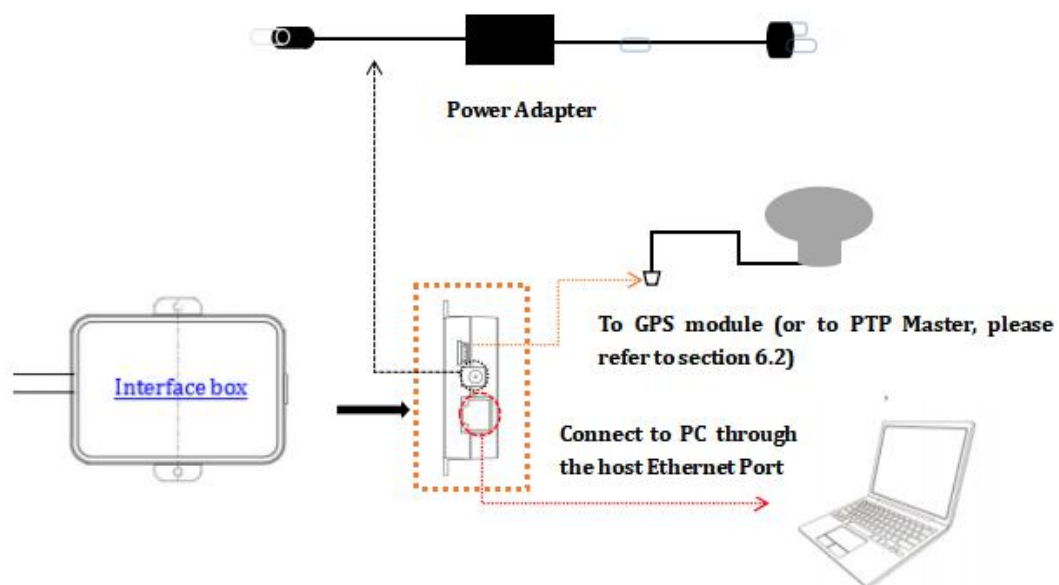 Power Adapter
To GPS module (or to PTP Master, please
refer to section 6.2)
Interface box
Connect to PC through
the host Ethernet Port